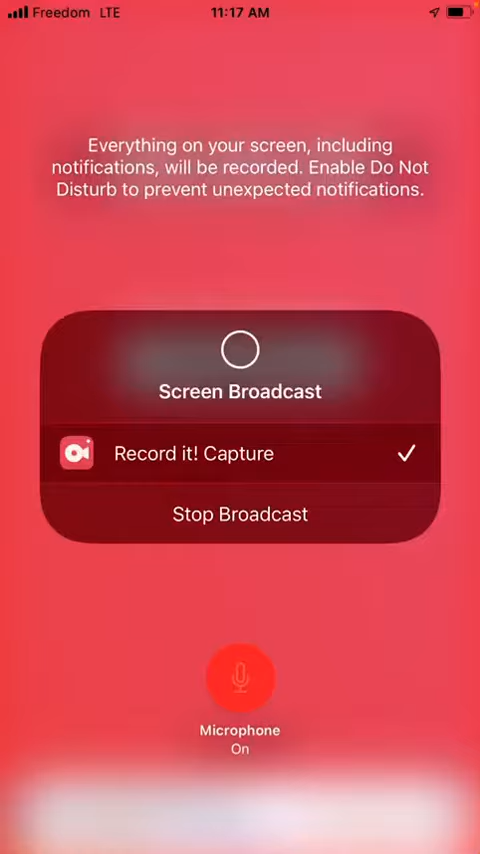 Freedom LTE 11:17 AM
Everything on your screen, including
notifications, will be recorded. Enable Do Not
Disturb to prevent unexpected notifications.
Screen Broadcast
Record it! Capture
Stop Broadcast
Microphone
On